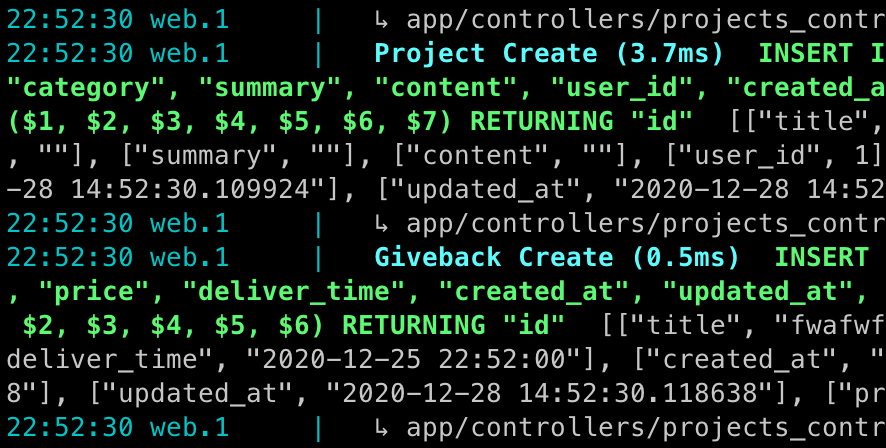 22:52:30 web.1     |   ↳ app/controllers/projects_contr
22:52:30 web.1     |   Project Create (3.7ms)  INSERT I
"category", "summary", "content", "user_id", "created_a
($1, $2, $3, $4, $5, $6, $7) RETURNING "id"  [["title",
, ""], ["summary", ""], ["content", ""], ["user_id", 1]
-28 14:52:30.109924"], ["updated_at", "2020-12-28 14:52
22:52:30 web.1     |   ↳ app/controllers/projects_contr
22:52:30 web.1     |   Giveback Create (0.5ms)  INSERT
, "price", "deliver_time", "created_at", "updated_at",
 $2, $3, $4, $5, $6) RETURNING "id"  [["title", "fwafwf
deliver_time", "2020-12-25 22:52:00"], ["created_at", "
8"], ["updated_at", "2020-12-28 14:52:30.118638"], ["pr
22:52:30 web.1     |   ↳ app/controllers/projects_contr